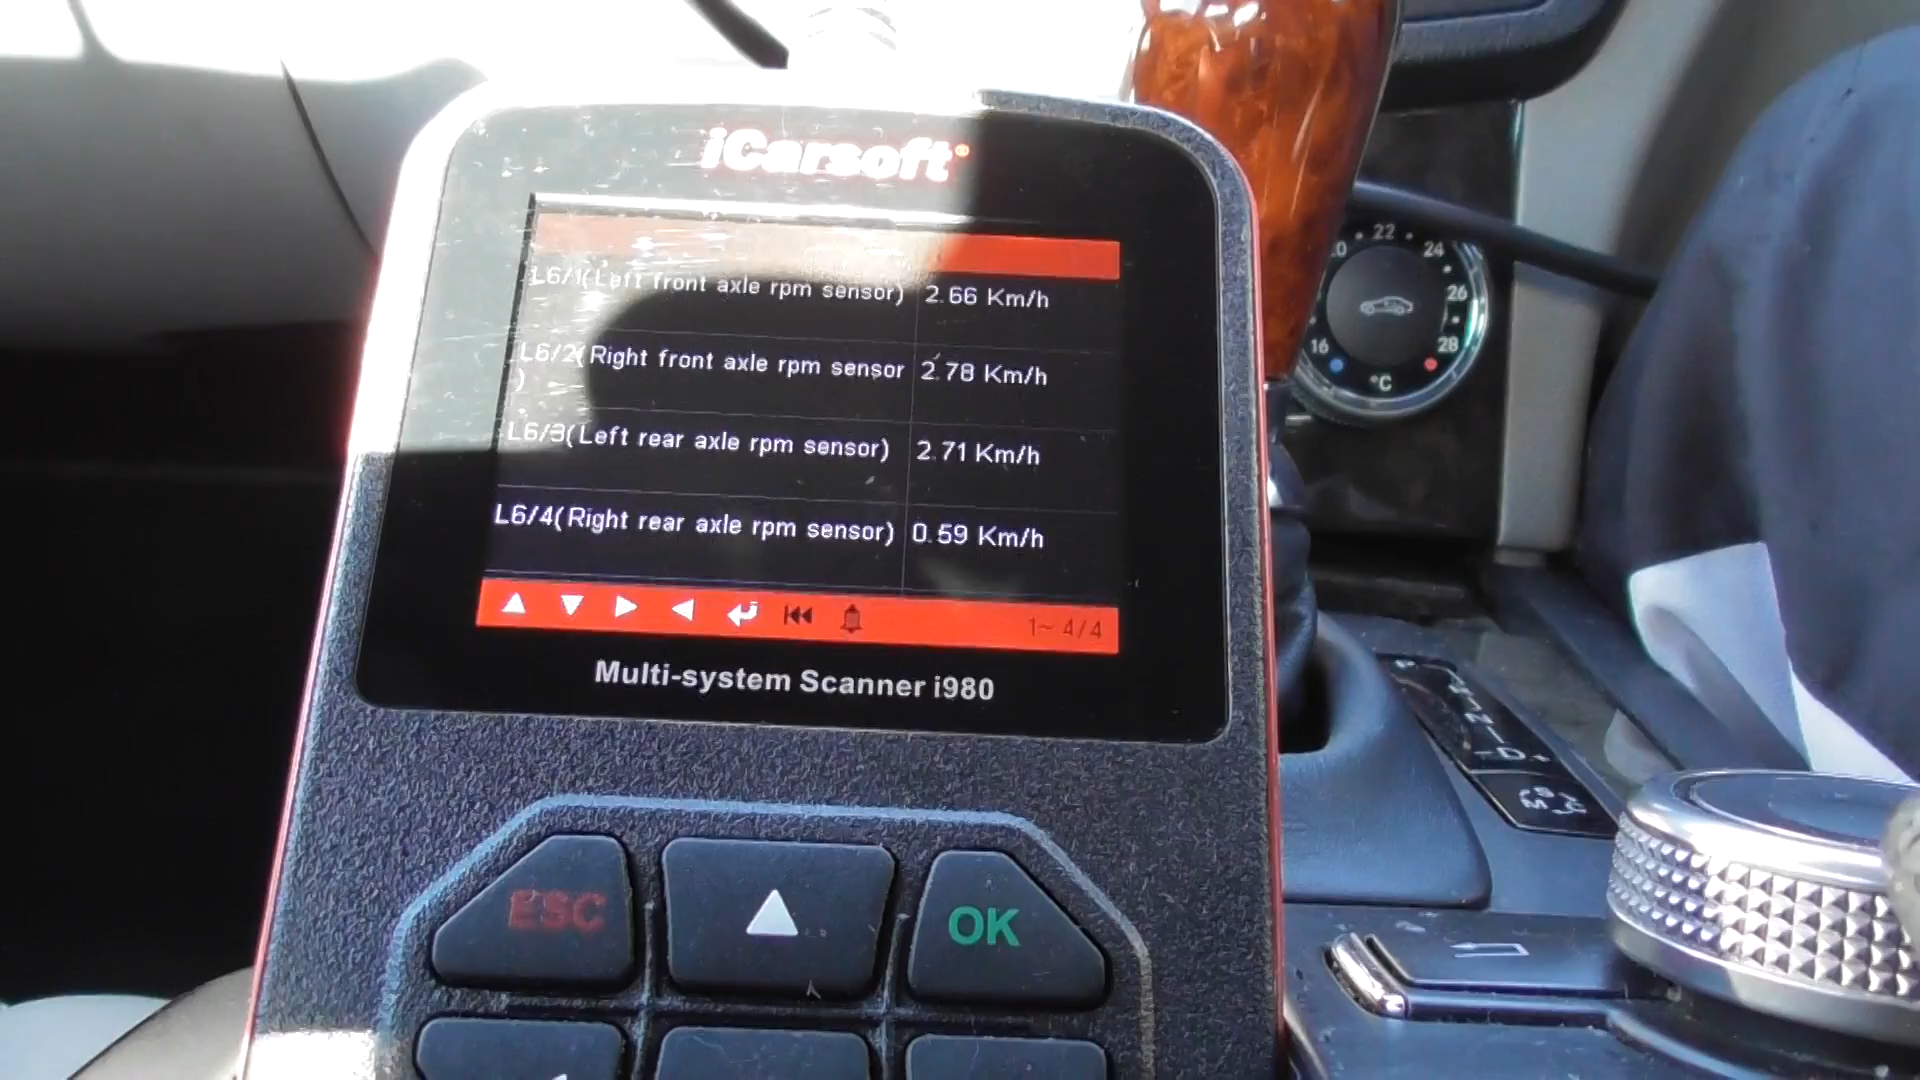 iCarsoft®
L6/1(Left front axle rpm sensor) 2.66 Km/h
L6/2(Right front axle rpm sensor 2.78 Km/h
)
L6/3(Left rear axle rpm sensor) 2.71 Km/h
L6/4(Right rear axle rpm sensor) 0.59 Km/h
1~ 4/4
Multi-system Scanner i980
ESC
OK
22
24
26
16
28
°C
N
D
S
M C